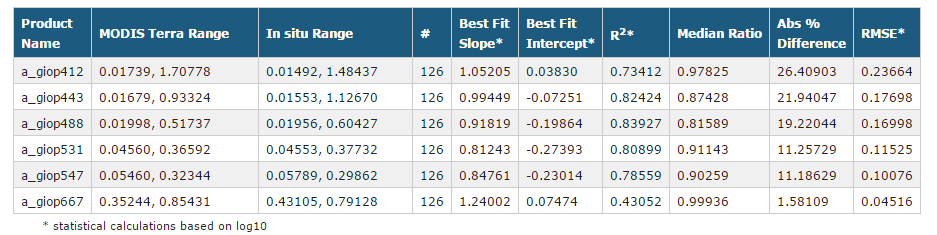 Product Name MODIS Terra Range In situ Range # Best Fit Slope* Best Fit Intercept* R²* Median Ratio Abs % Difference RMSE*
a_giop412 0.01739, 1.70778 0.01492, 1.48437 126 1.05205 0.03830 0.73412 0.97825 26.40903 0.23664
a_giop443 0.01679, 0.93324 0.01553, 1.12670 126 0.99449 -0.07251 0.82424 0.87428 21.94047 0.17698
a_giop488 0.01998, 0.51737 0.01956, 0.60427 126 0.91819 -0.19864 0.83927 0.81589 19.22044 0.16998
a_giop531 0.04560, 0.36592 0.04553, 0.37732 126 0.81243 -0.27393 0.80899 0.91143 11.25729 0.11525
a_giop547 0.05460, 0.32344 0.05789, 0.29862 126 0.84761 -0.23014 0.78559 0.90259 11.18629 0.10076
a_giop667 0.35244, 0.85431 0.43105, 0.79128 126 1.24002 0.07474 0.43052 0.99936 1.58109 0.04516
* statistical calculations based on log10